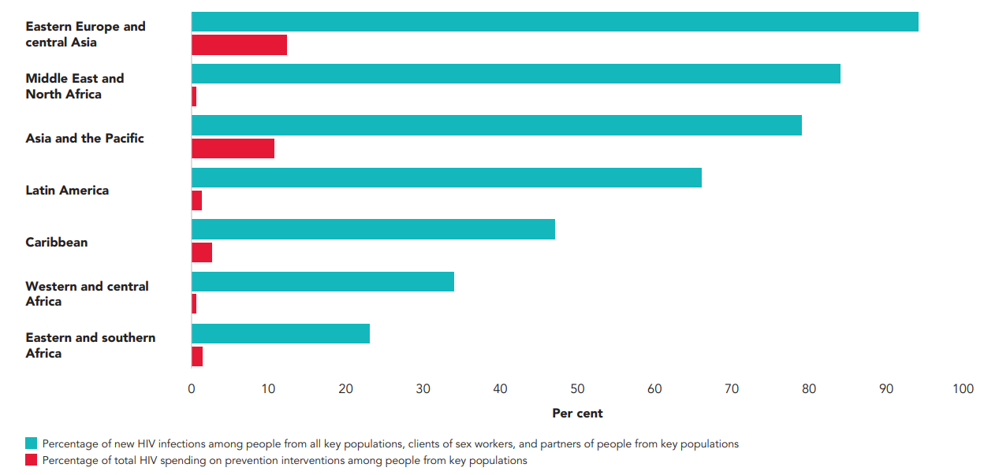 Eastern Europe and
central Asia
Middle East and
North Africa
Asia and the Pacific
Latin America
Caribbean
Western and central
Africa
Eastern and southern
Africa
0 10 20 30 40 50 60 70 80 90 100
Per cent
Percentage of new HIV infections among people from all key populations, clients of sex workers, and partners of people from key populations
Percentage of total HIV spending on prevention interventions among people from key populations